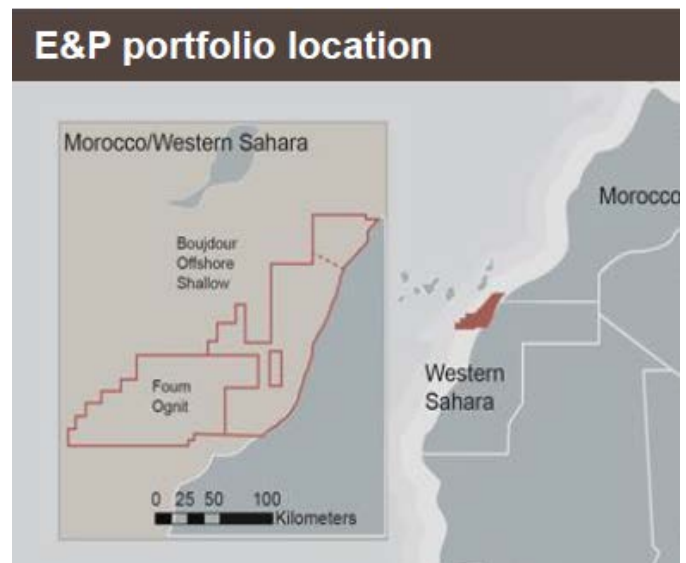 E&P portfolio location
Morocco/Western Sahara
Boujdour
Offshore
Shallow
Foum
Ognit
0 25 50 100
Kilometers
Morocco
Western
Sahara